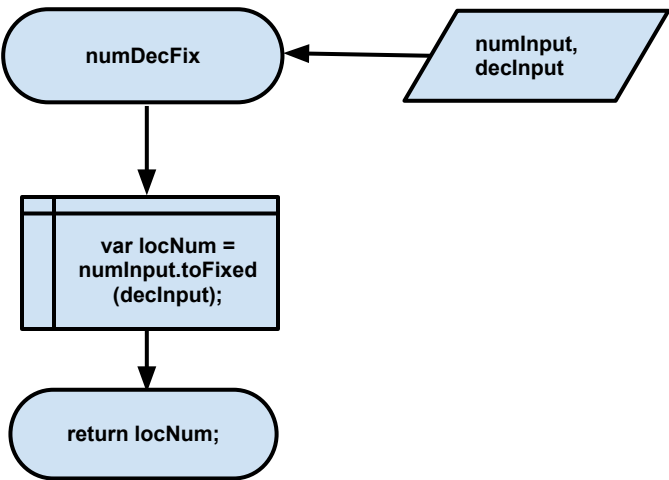 numDecFix
numInput,
decInput
var locNum =
numInput.toFixed
(decInput);
return locNum;